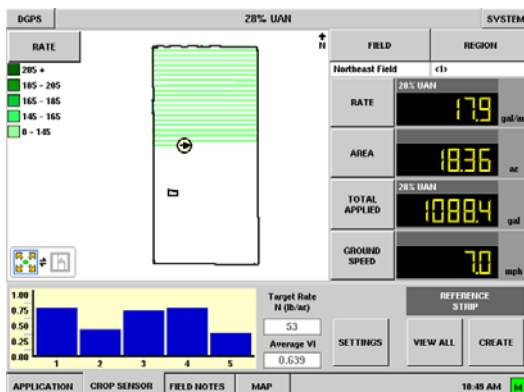 DGPS
28% UAN
SYSTEM
RATE
N
FIELD
REGION
Northeast Field
<1>
205 +
185 - 205
165 - 185
145 - 165
0 - 145
RATE
28% UAN
17.9
gal/ac
AREA
18.36
ac
TOTAL APPLIED
28% UAN
1088.4
gal
GROUND SPEED
7.0
mph
1.00
0.75
0.50
0.25
0.00
1 2 3 4 5
Target Rate
N (lb/ac)
53
Average VI
0.639
SETTINGS
REFERENCE
STRIP
VIEW ALL
CREATE
APPLICATION
CROP SENSOR
FIELD NOTES
MAP
10:49 AM
M